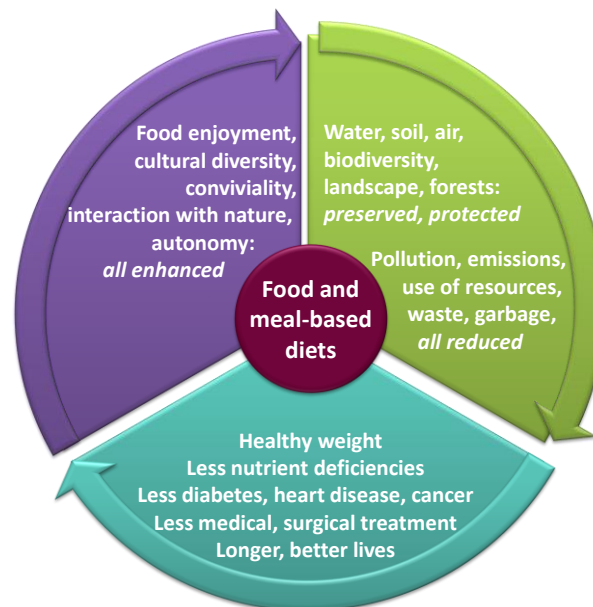 Food enjoyment,
cultural diversity,
conviviality,
interaction with nature,
autonomy:
all enhanced
Water, soil, air,
biodiversity,
landscape, forests:
preserved, protected
Pollution, emissions,
use of resources,
waste, garbage,
all reduced
Food and
meal-based
diets
Healthy weight
Less nutrient deficiencies
Less diabetes, heart disease, cancer
Less medical, surgical treatment
Longer, better lives